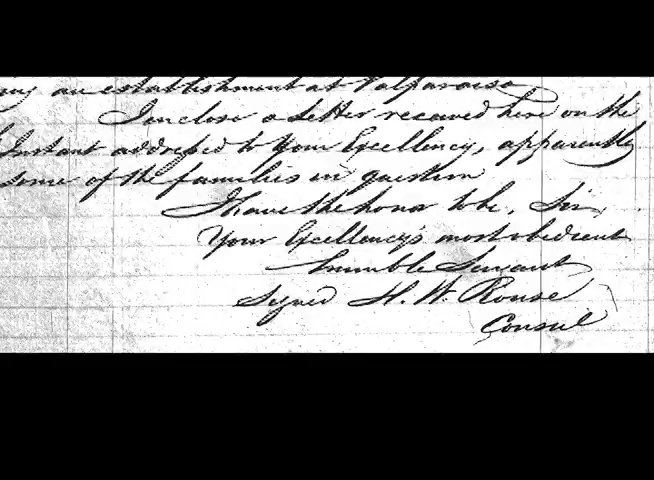 an establishment at Valparaiso
I enclose a Letter received here on the
Instant addressed to Your Excellency, apparently
some of the families in question
I have the honor to be, Sir,
Your Excellency's most obedient
humble Servant
Signed H. W. Rouse
Consul